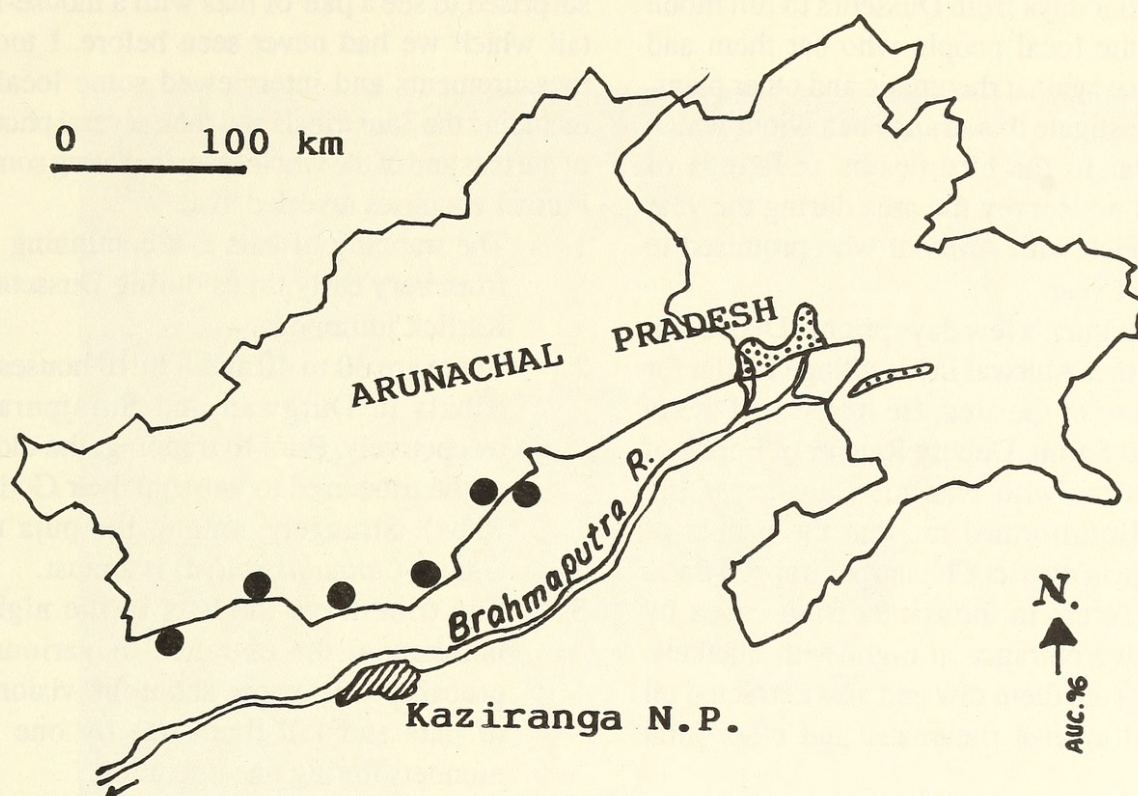 0 100 km
ARUNACHAL PRADESH
Brahmaputra R.
N.
Kaziranga N.P.
AUG.96